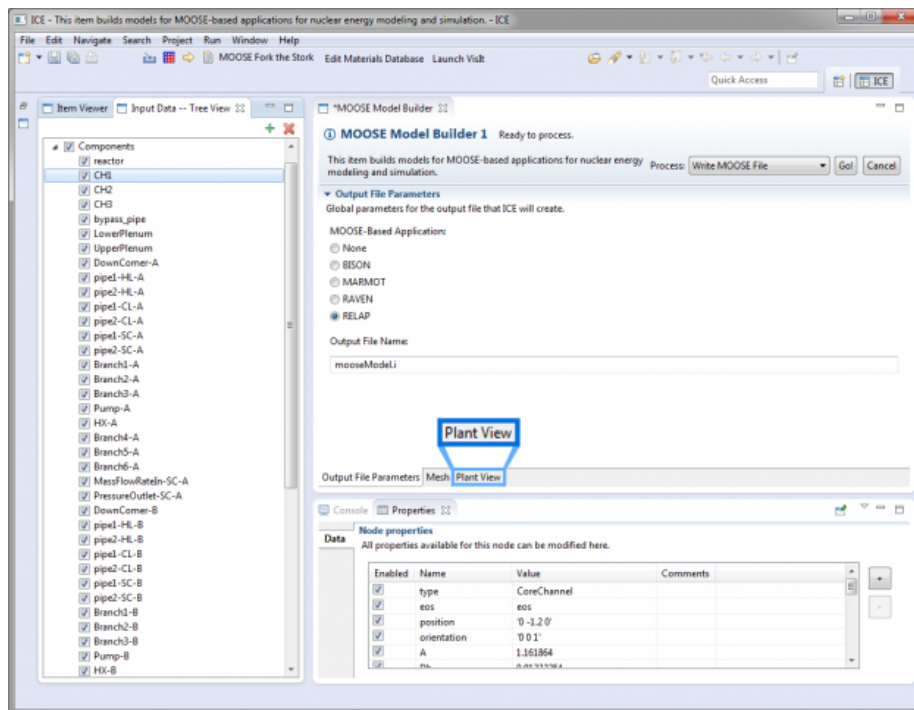 ICE - This item builds models for MOOSE-based applications for nuclear energy modeling and simulation. - ICE
File Edit Navigate Search Project Run Window Help
MOOSE Fork the Stork Edit Materials Database Launch VisIt
Quick Access ICE
Item Viewer Input Data -- Tree View
Components
reactor
CH1
CH2
CH3
bypass_pipe
LowerPlenum
UpperPlenum
DownComer-A
pipe1-HL-A
pipe2-HL-A
pipe1-CL-A
pipe2-CL-A
pipe1-SC-A
pipe2-SC-A
Branch1-A
Branch2-A
Branch3-A
Pump-A
HX-A
Branch4-A
Branch5-A
Branch6-A
MassFlowRateIn-SC-A
PressureOutlet-SC-A
DownComer-B
pipe1-HL-B
pipe2-HL-B
pipe1-CL-B
pipe2-CL-B
pipe1-SC-B
pipe2-SC-B
Branch1-B
Branch2-B
Branch3-B
Pump-B
HX-B
*MOOSE Model Builder
MOOSE Model Builder 1 Ready to process.
This item builds models for MOOSE-based applications for nuclear energy
modeling and simulation.
Process: Write MOOSE File Go! Cancel
Output File Parameters
Global parameters for the output file that ICE will create.
MOOSE-Based Application:
None
BISON
MARMOT
RAVEN
RELAP
Output File Name:
mooseModel.i
Plant View
Output File Parameters Mesh Plant View
Console Properties
Data
Node properties
All properties available for this node can be modified here.
Enabled Name Value Comments
type CoreChannel
eos eos
position '0 -1.2 0'
orientation '0 0 1'
A 1.161864